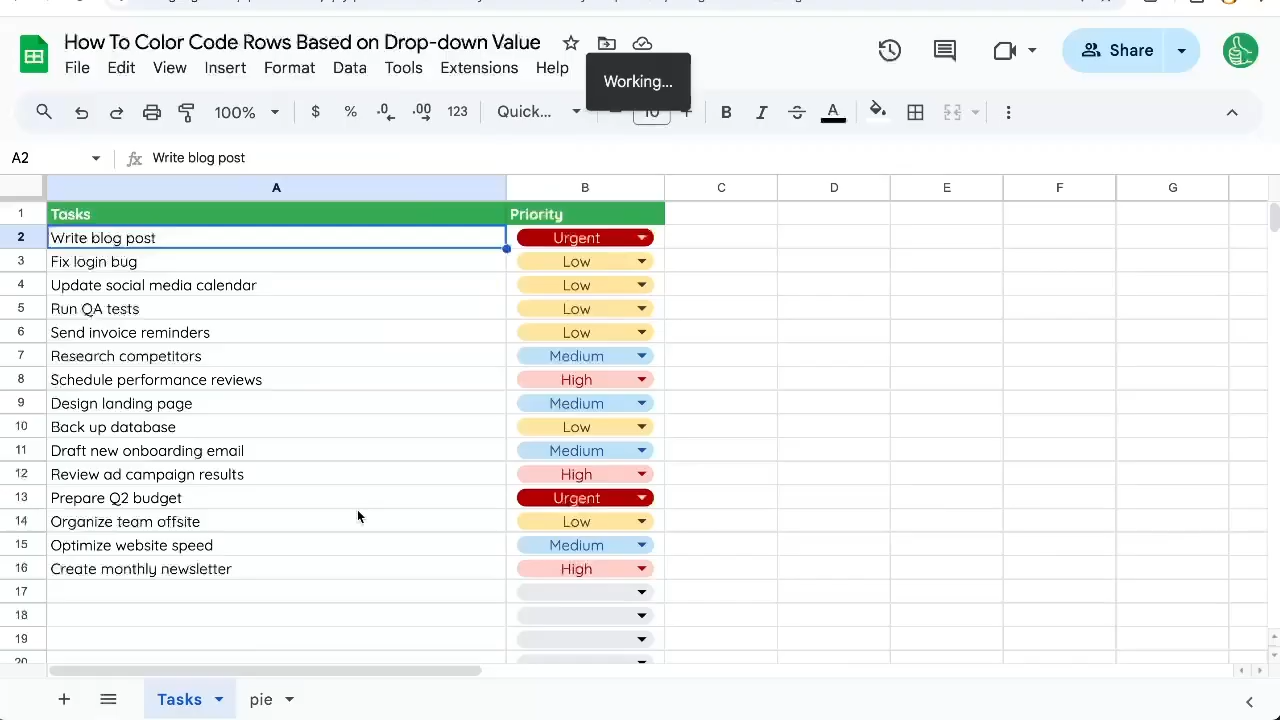 How To Color Code Rows Based on Drop-down Value
File Edit View Insert Format Data Tools Extensions Help
Working...
Share
100% $ % .0 .00 123 Quick... 10 + B I A
A2 fx Write blog post
A B C D E F G
1 Tasks Priority
2 Write blog post Urgent
3 Fix login bug Low
4 Update social media calendar Low
5 Run QA tests Low
6 Send invoice reminders Low
7 Research competitors Medium
8 Schedule performance reviews High
9 Design landing page Medium
10 Back up database Low
11 Draft new onboarding email Medium
12 Review ad campaign results High
13 Prepare Q2 budget Urgent
14 Organize team offsite Low
15 Optimize website speed Medium
16 Create monthly newsletter High
17
18
19
20
Tasks pie